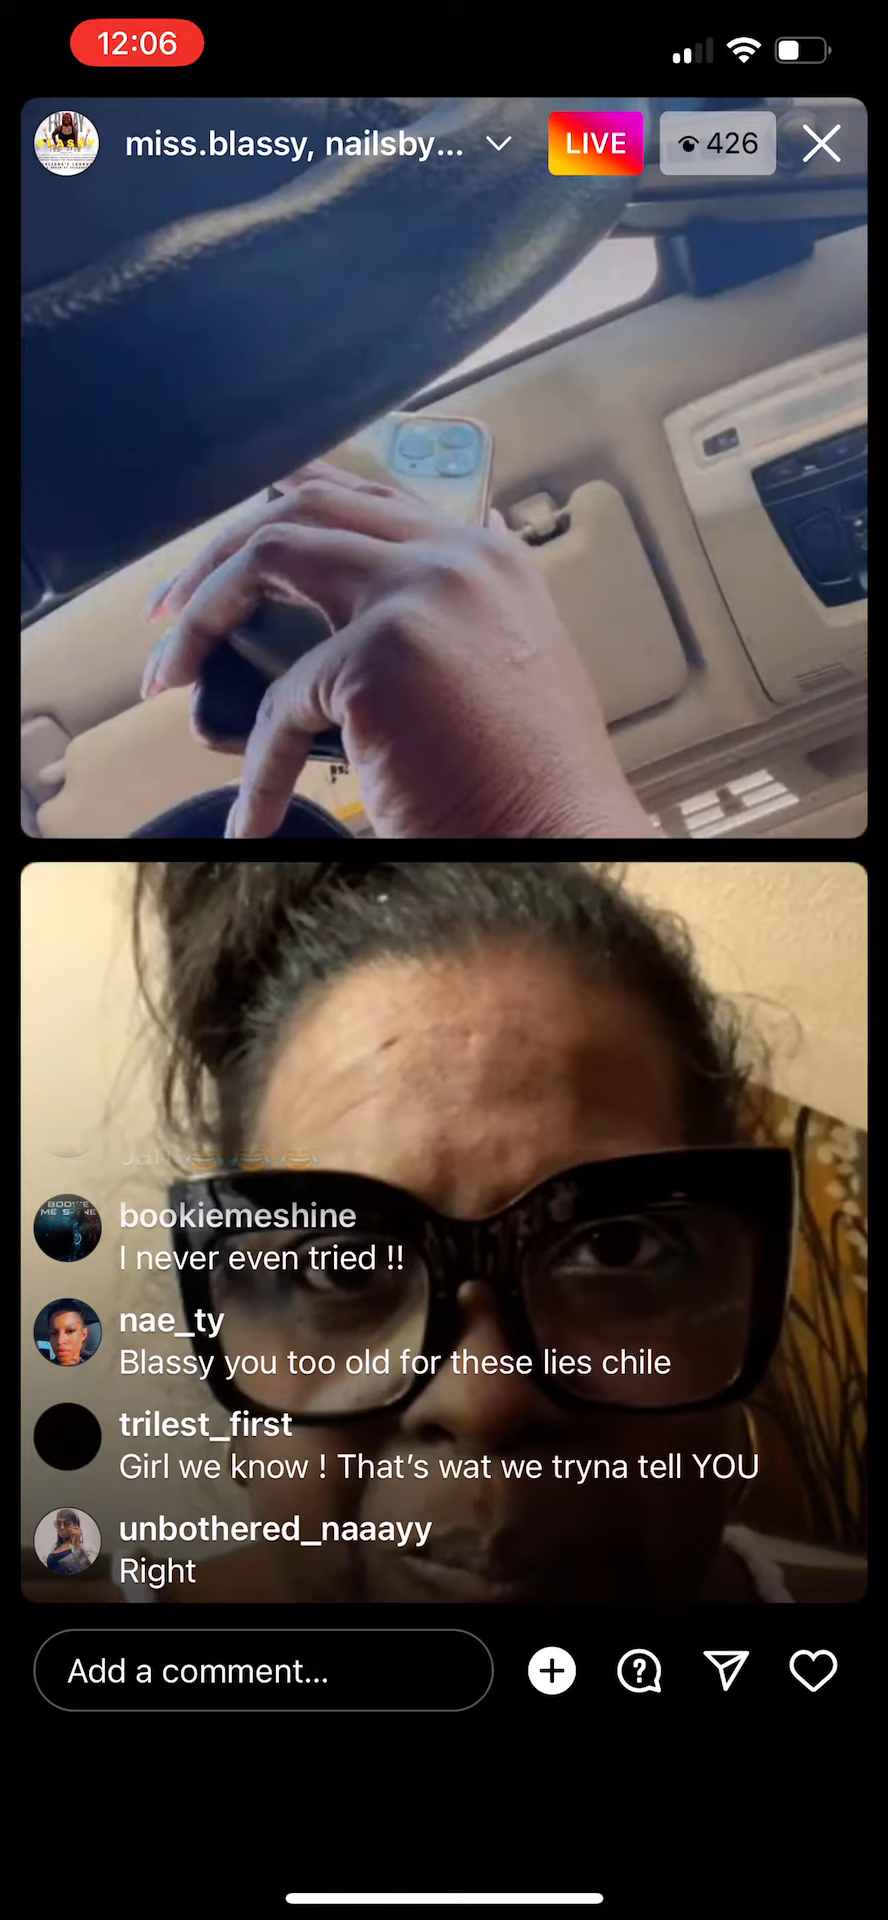 12:06
miss.blassy, nailsby...
LIVE
426
bookiemeshine
I never even tried !!
nae_ty
Blassy you too old for these lies chile
trilest_first
Girl we know ! That's wat we tryna tell YOU
unbothered_naaayy
Right
Add a comment...